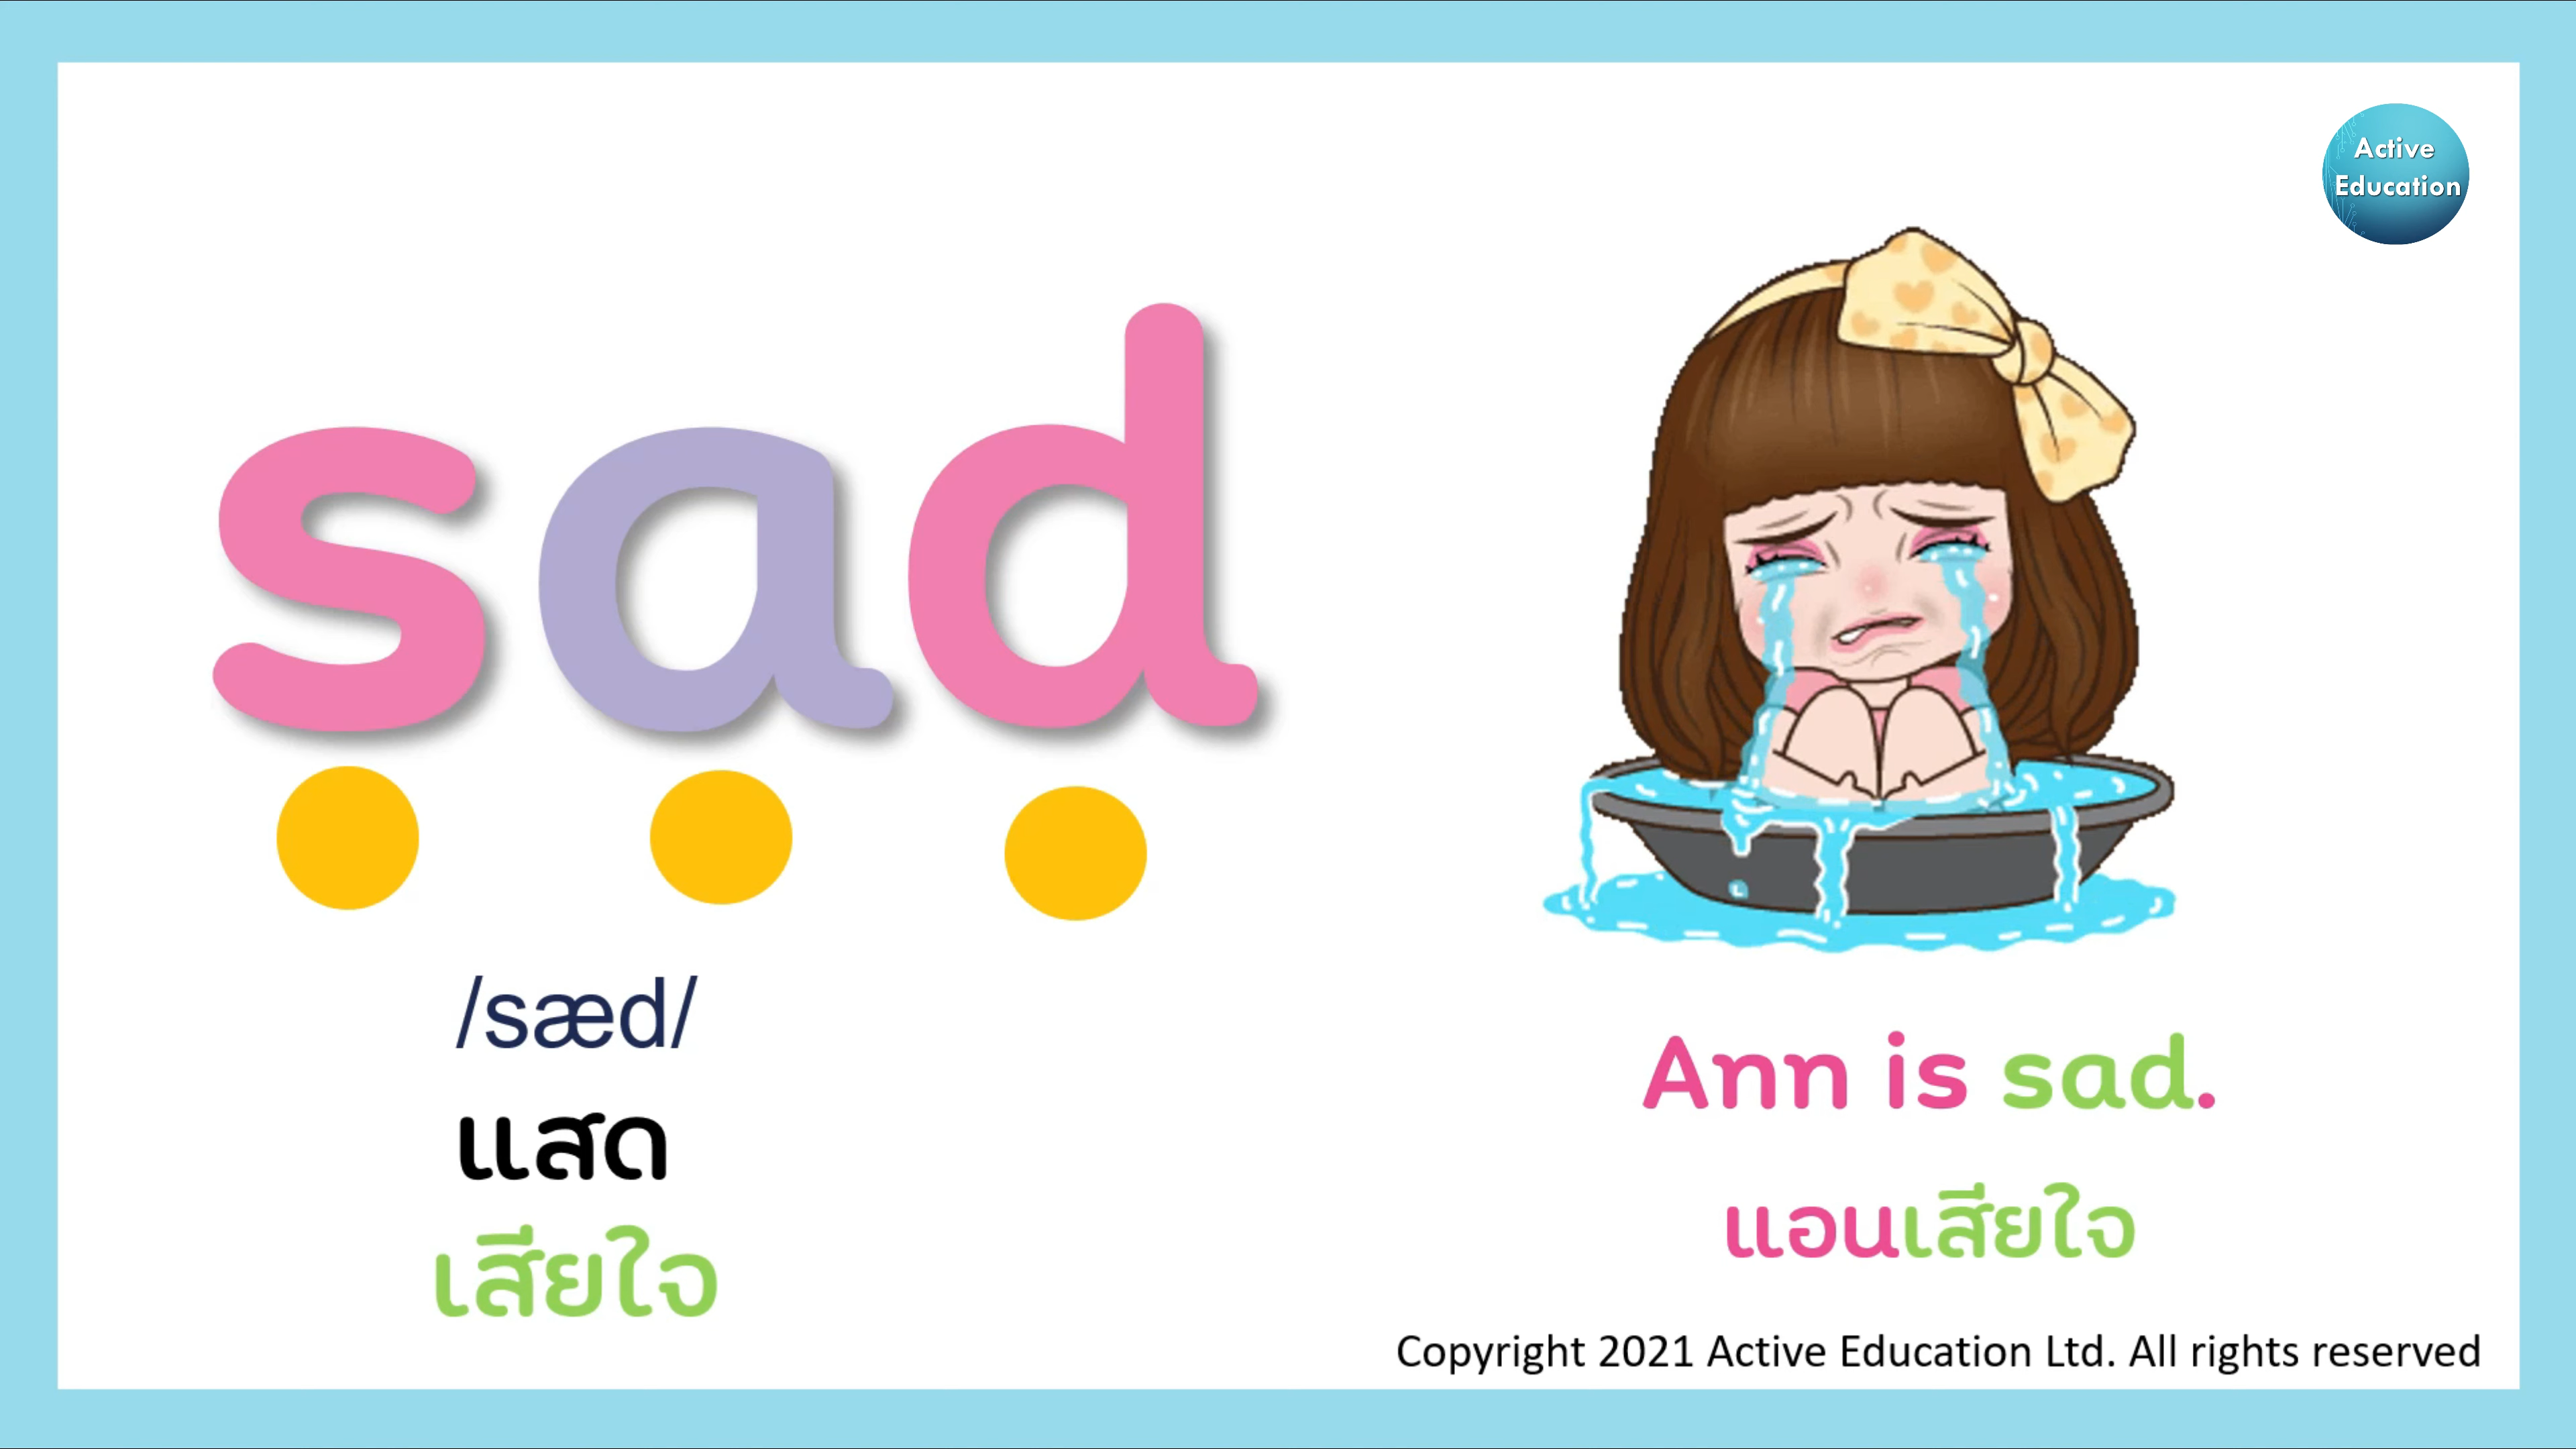 Active
Education
sad
/sæd/
แสด
เสียใจ
Ann is sad.
แอนเสียใจ
Copyright 2021 Active Education Ltd. All rights reserved